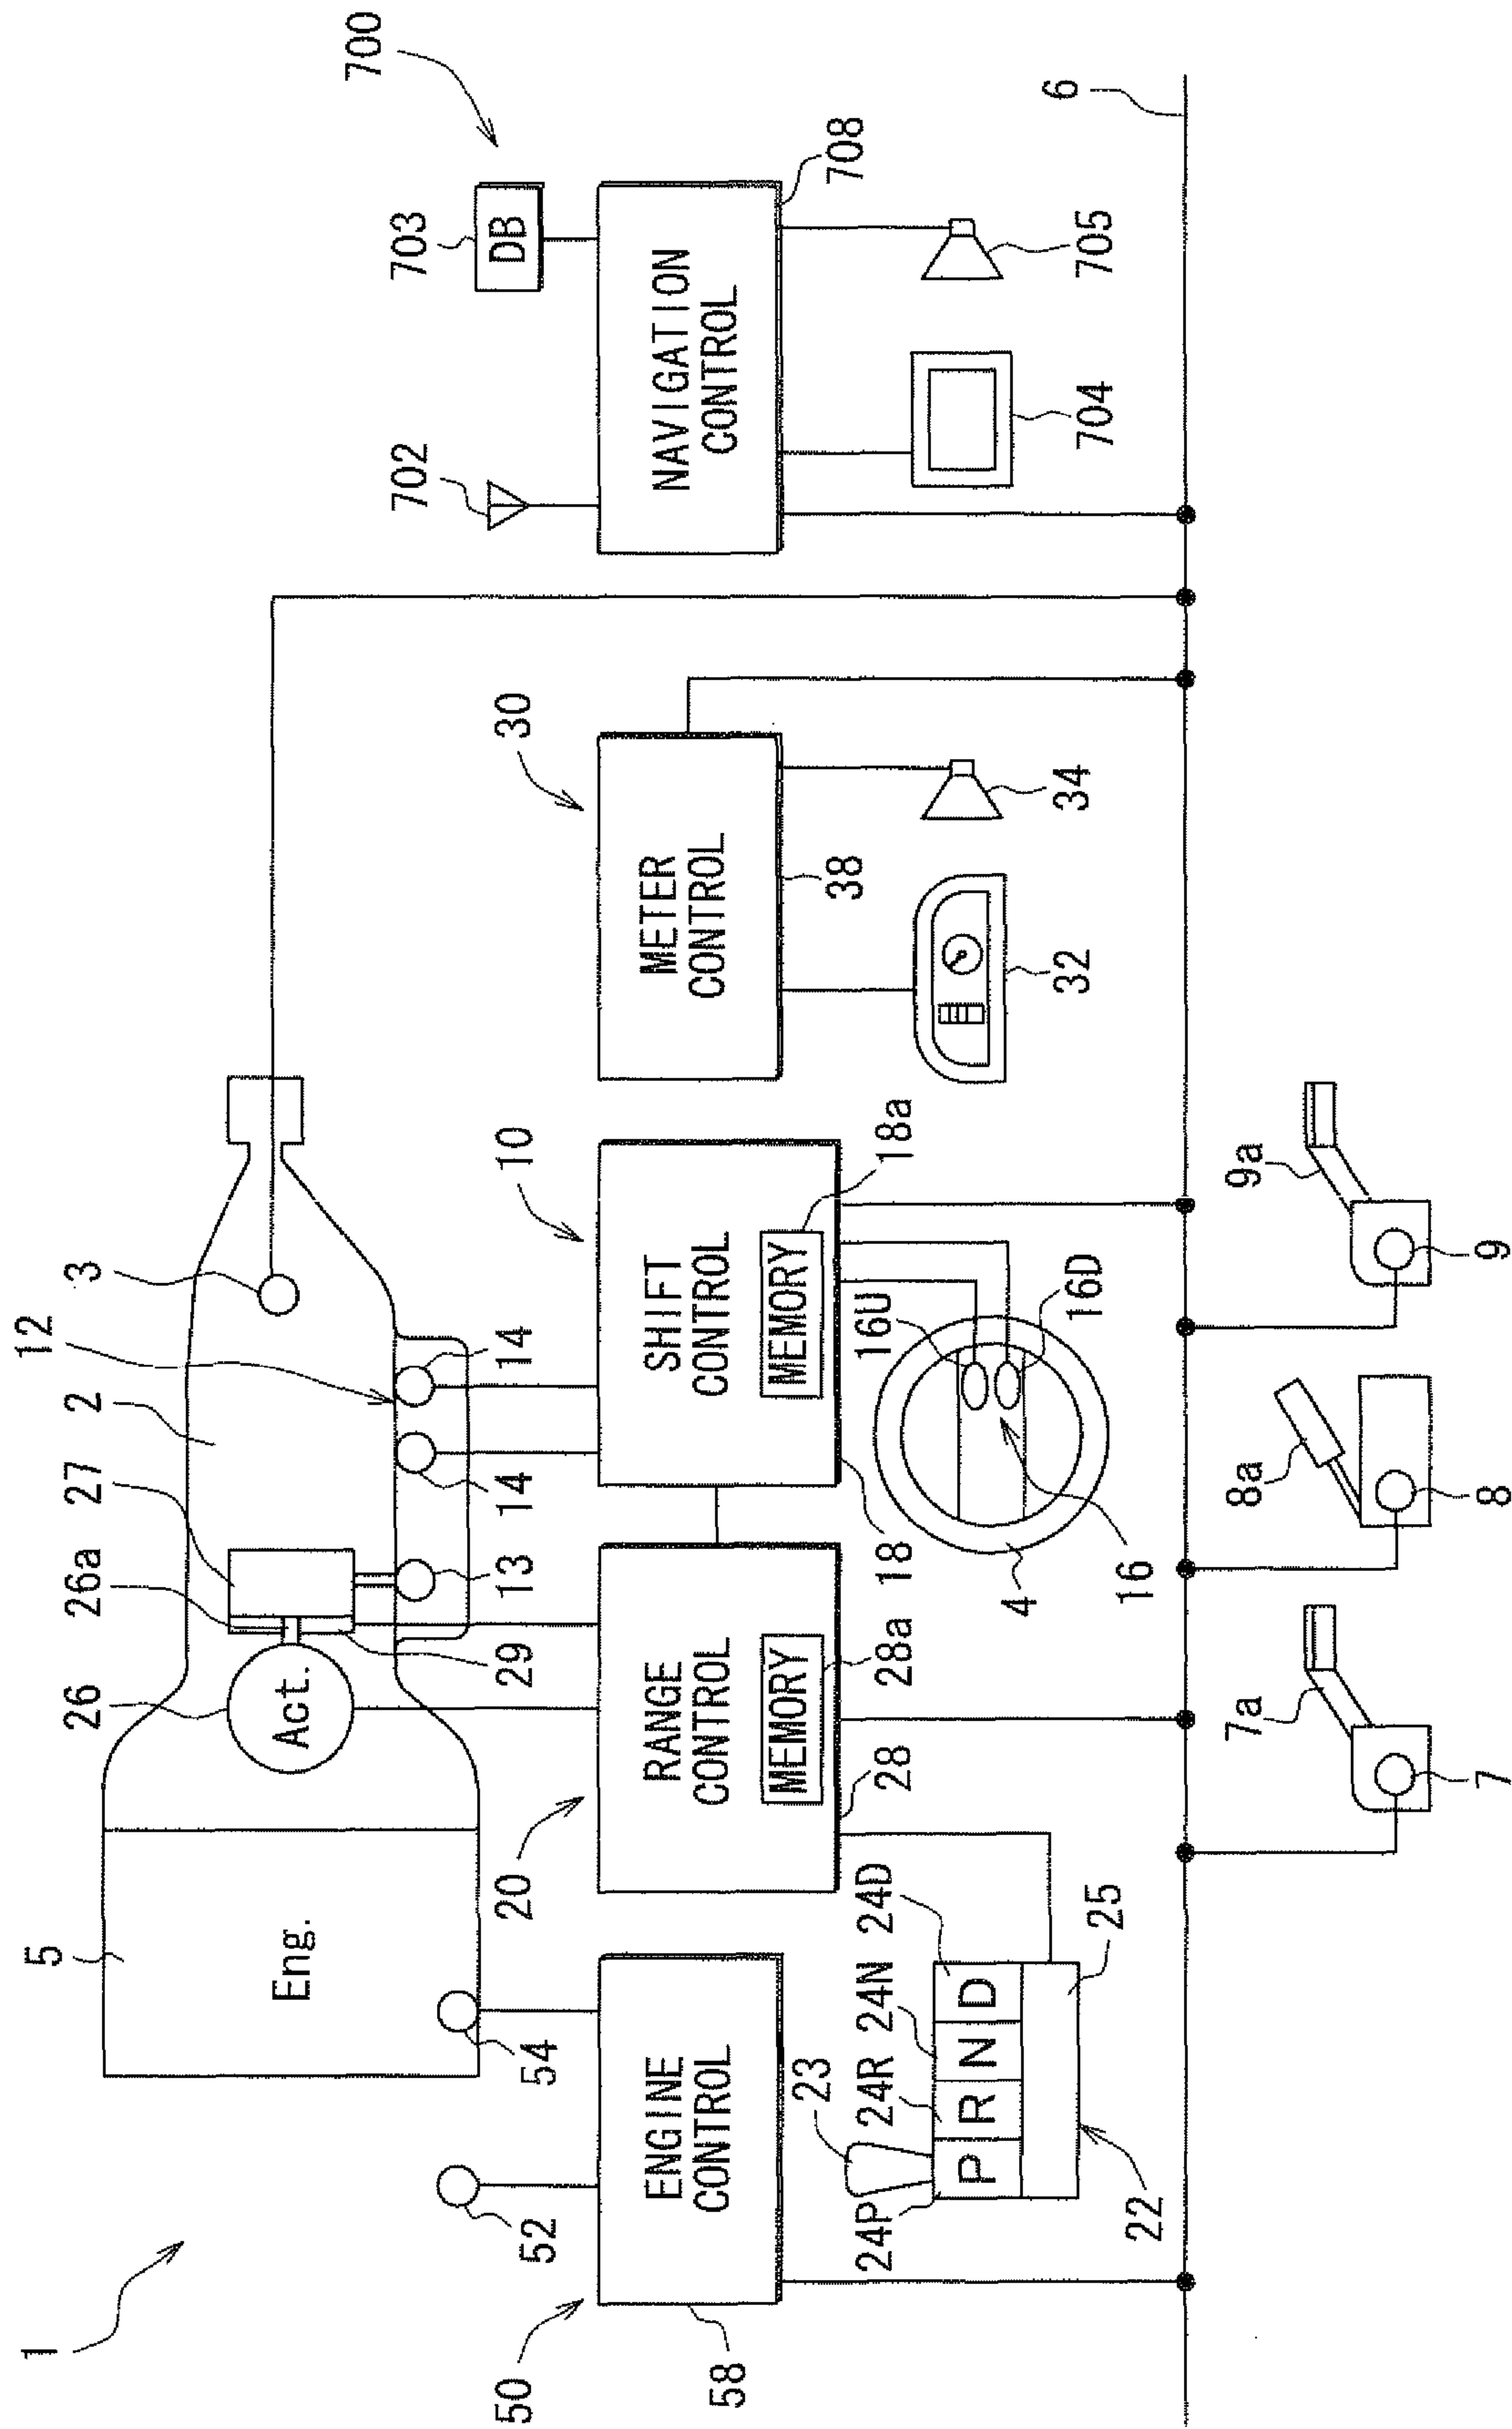 1
5
Eng.
26
Act.
26a
27
2
12
3
54
52
29
13
14
14
50
20
10
30
700
702
703
DB
ENGINE
CONTROL
58
RANGE
CONTROL
MEMORY
28
28a
SHIFT
CONTROL
MEMORY
18
18a
METER
CONTROL
38
NAVIGATION
CONTROL
708
24P
23
24R
24N
24D
P
R
N
D
22
25
4
16
16U
16D
32
34
704
705
6
7a
7
8a
8
9a
9